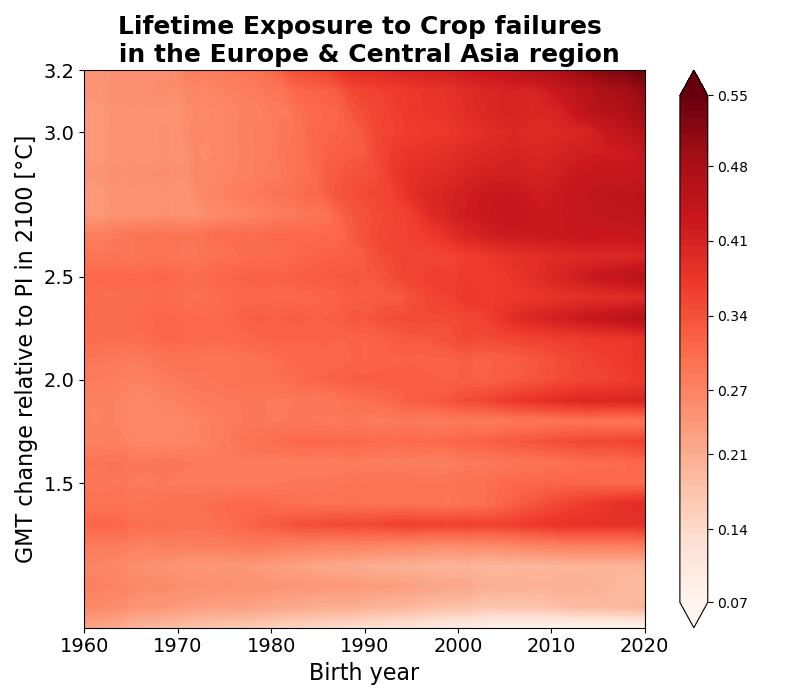 Lifetime Exposure to Crop failures
in the Europe & Central Asia region
GMT change relative to PI in 2100 [°C]
3.2
3.0
2.5
2.0
1.5
1960 1970 1980 1990 2000 2010 2020
Birth year
0.55
0.48
0.41
0.34
0.27
0.21
0.14
0.07